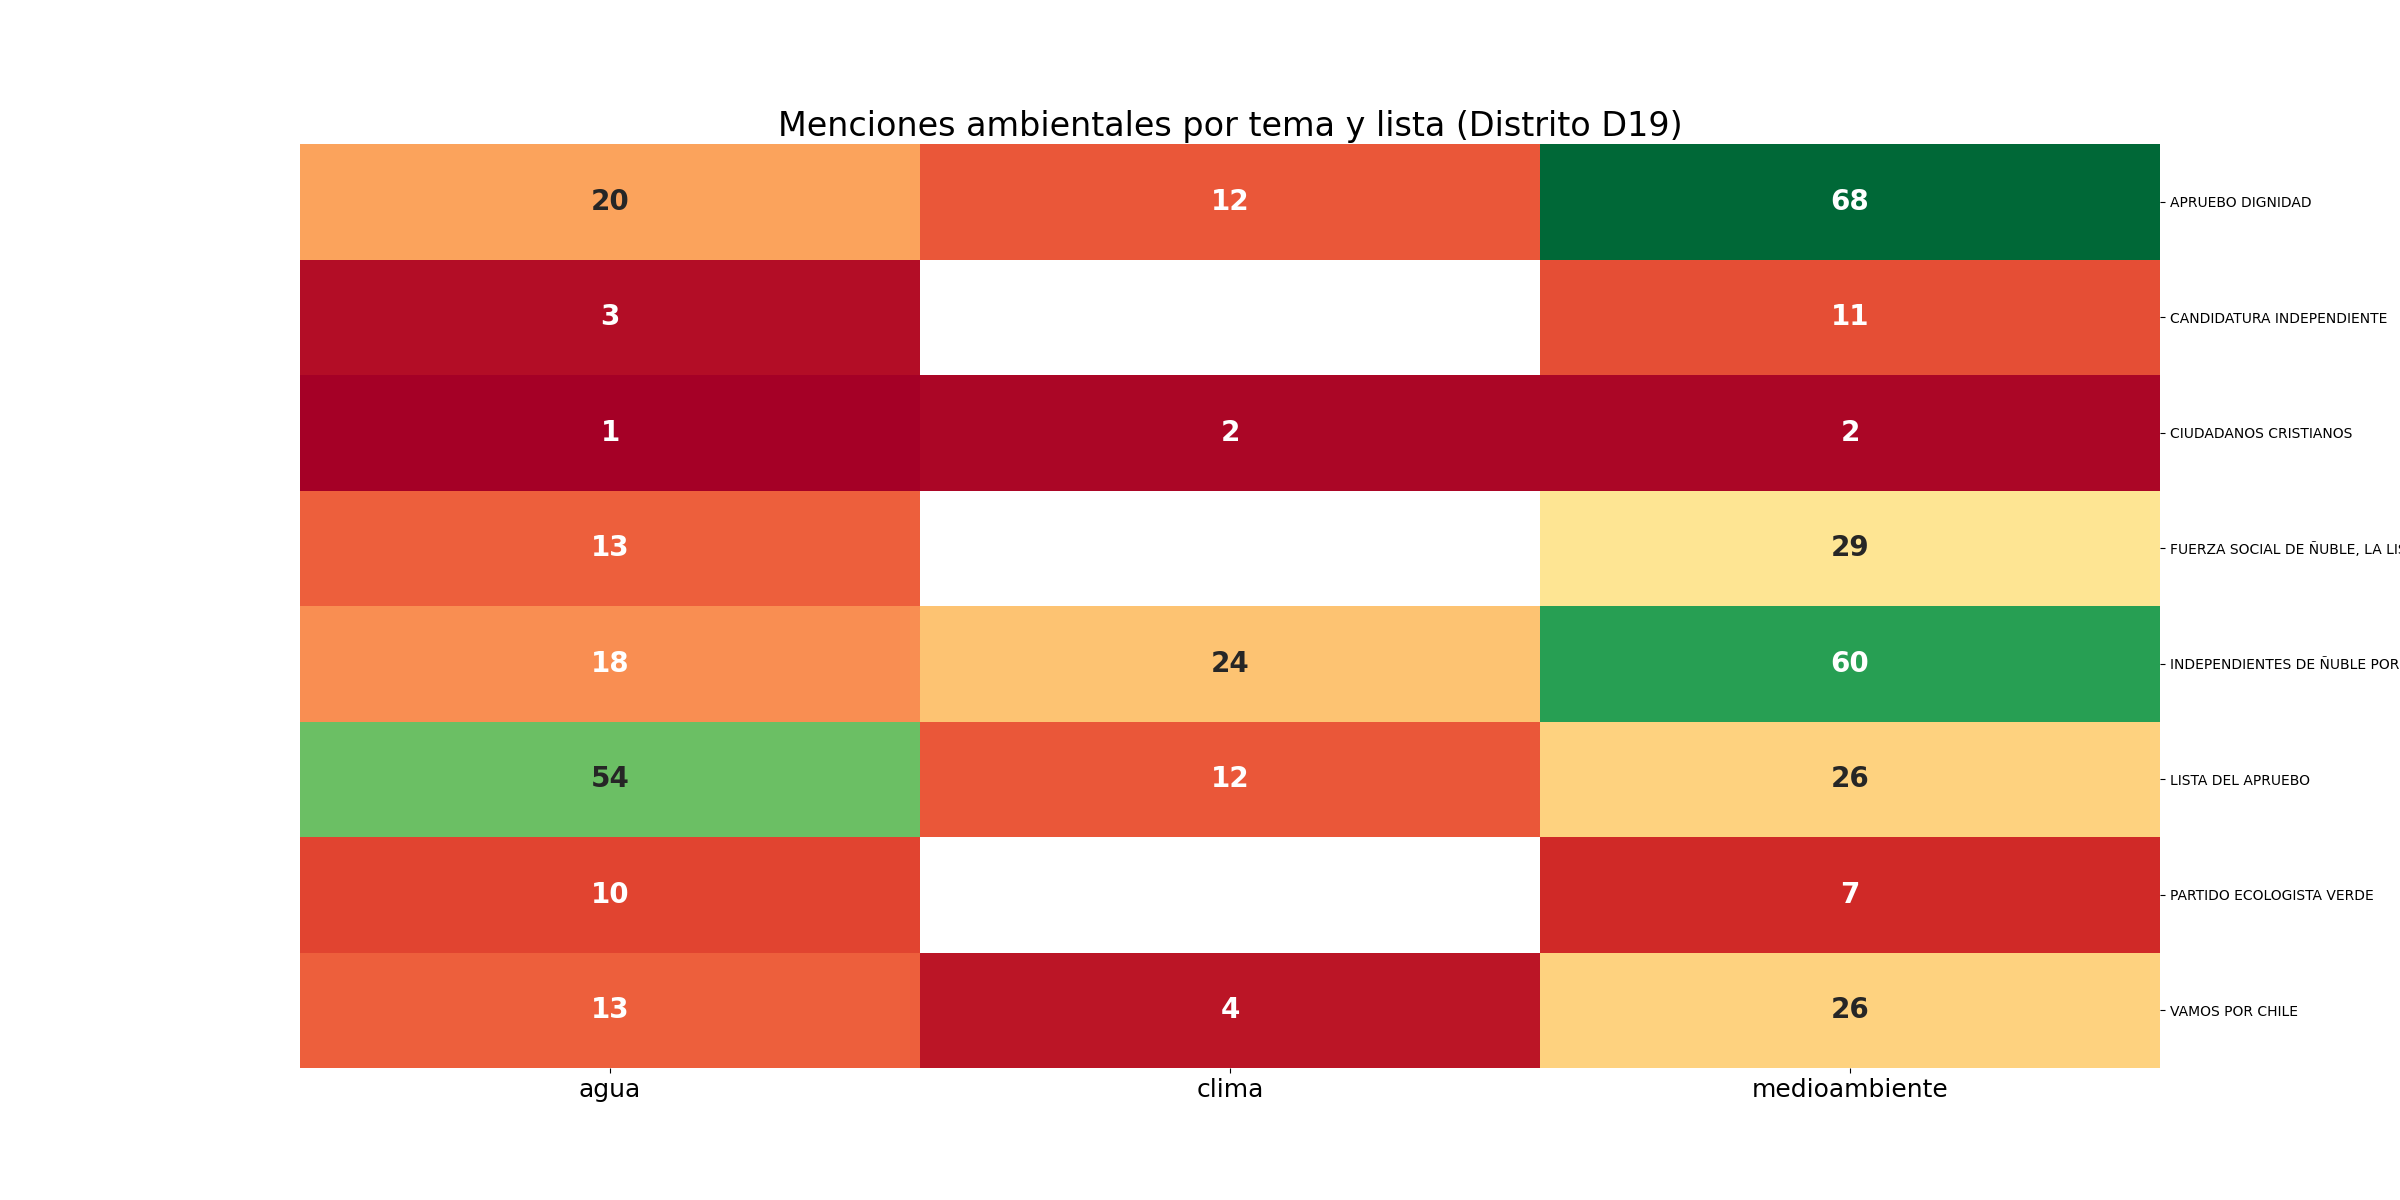 Menciones ambientales por tema y lista (Distrito D19)
20 12 68 APRUEBO DIGNIDAD
3 11 CANDIDATURA INDEPENDIENTE
1 2 2 CIUDADANOS CRISTIANOS
13 29 FUERZA SOCIAL DE ÑUBLE, LA
18 24 60 INDEPENDIENTES DE ÑUBLE POR
54 12 26 LISTA DEL APRUEBO
10 7 PARTIDO ECOLOGISTA VERDE
13 4 26 VAMOS POR CHILE
agua clima medioambiente